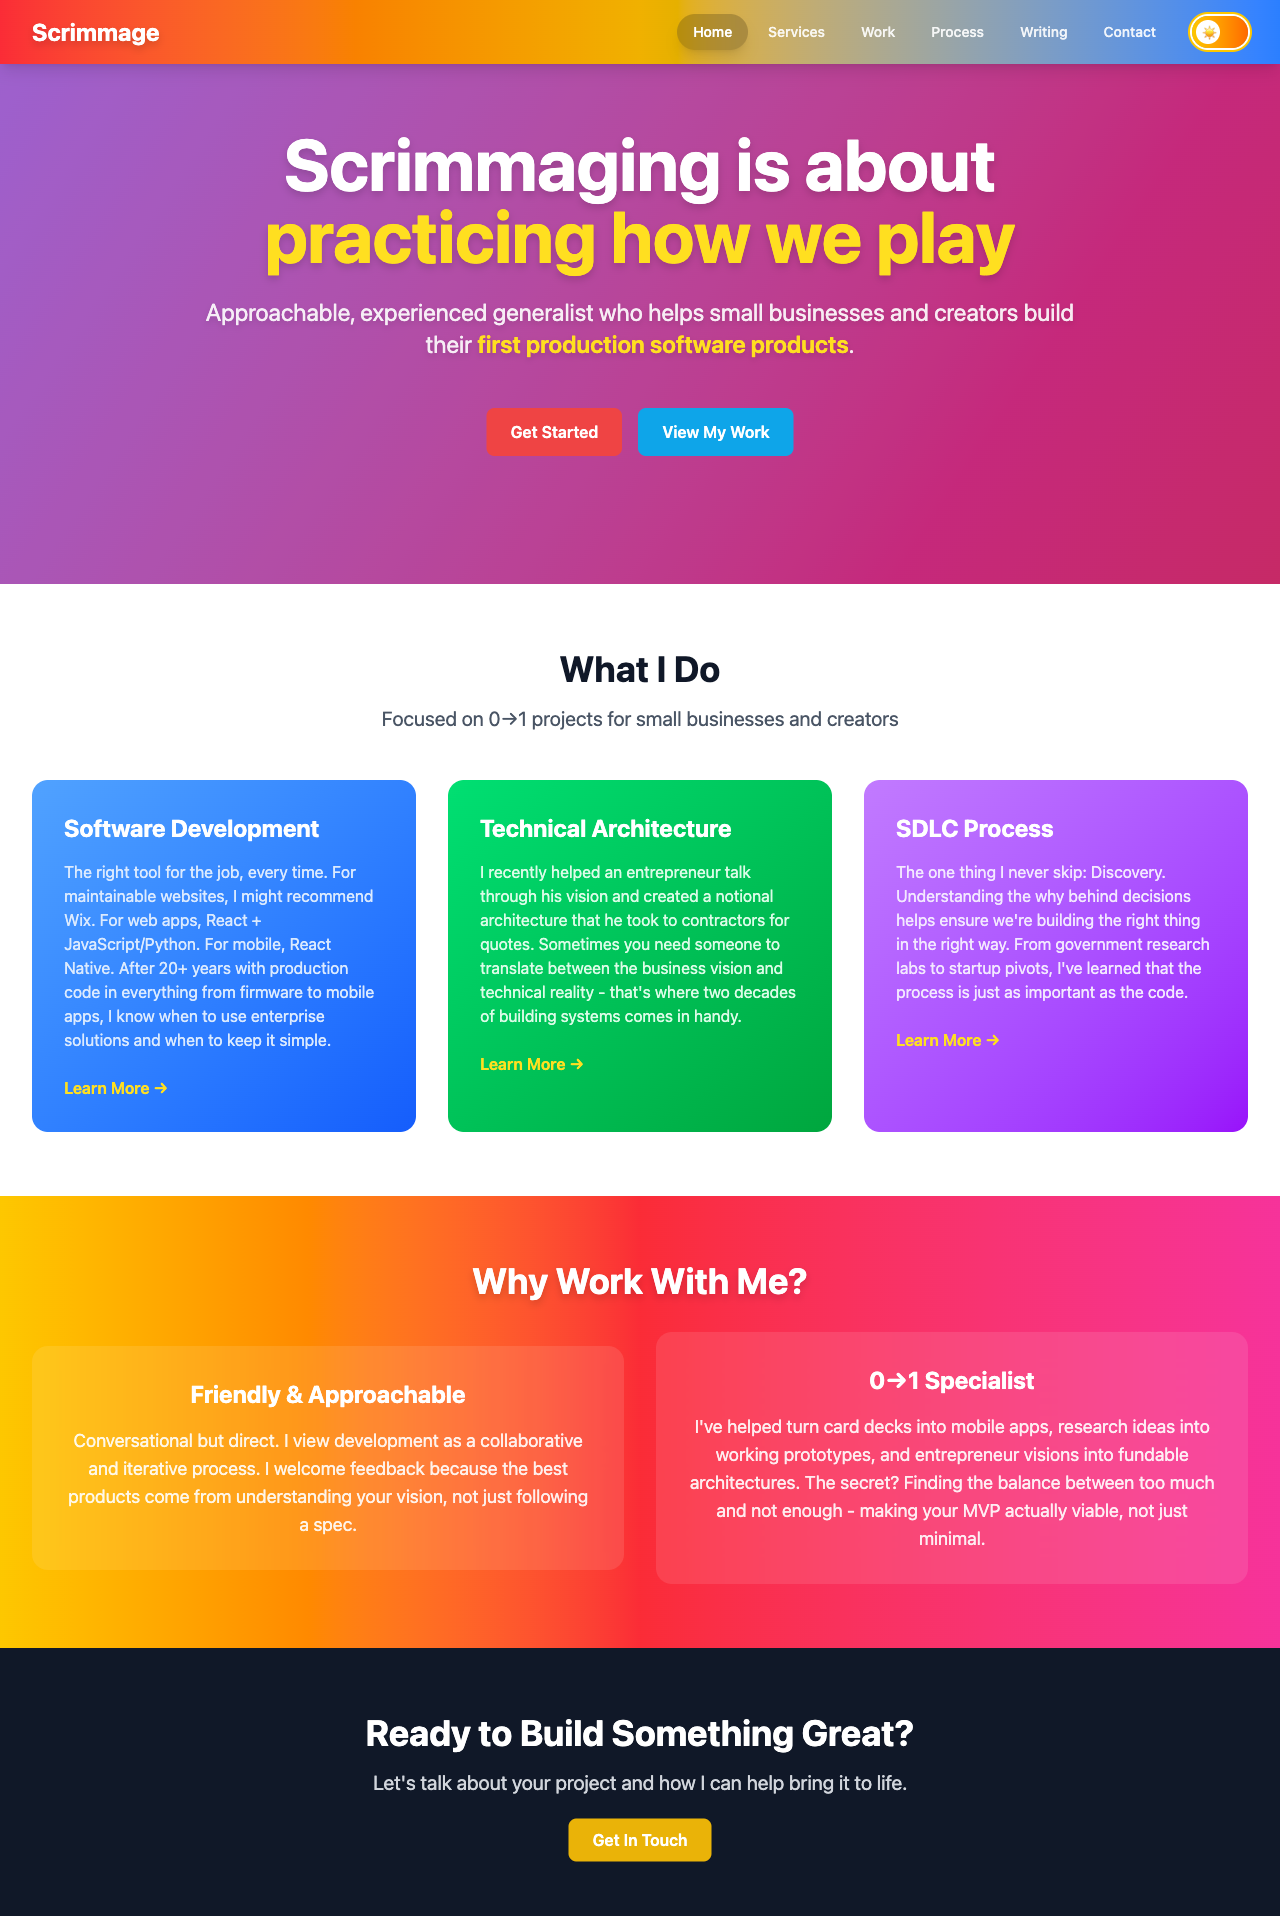 Scrimmage
Home Services Work Process Writing Contact
Scrimmaging is about
practicing how we play
Approachable, experienced generalist who helps small businesses and creators build
their first production software products.
Get Started View My Work
What I Do
Focused on 0→1 projects for small businesses and creators
Software Development
The right tool for the job, every time. For
maintainable websites, I might recommend
Wix. For web apps, React +
JavaScript/Python. For mobile, React
Native. After 20+ years with production
code in everything from firmware to mobile
apps, I know when to use enterprise
solutions and when to keep it simple.
Learn More →
Technical Architecture
I recently helped an entrepreneur talk
through his vision and created a notional
architecture that he took to contractors for
quotes. Sometimes you need someone to
translate between the business vision and
technical reality - that's where two decades
of building systems comes in handy.
Learn More →
SDLC Process
The one thing I never skip: Discovery.
Understanding the why behind decisions
helps ensure we're building the right thing
in the right way. From government research
labs to startup pivots, I've learned that the
process is just as important as the code.
Learn More →
Why Work With Me?
Friendly & Approachable
Conversational but direct. I view development as a collaborative
and iterative process. I welcome feedback because the best
products come from understanding your vision, not just following
a spec.
0→1 Specialist
I've helped turn card decks into mobile apps, research ideas into
working prototypes, and entrepreneur visions into fundable
architectures. The secret? Finding the balance between too much
and not enough - making your MVP actually viable, not just
minimal.
Ready to Build Something Great?
Let's talk about your project and how I can help bring it to life.
Get In Touch